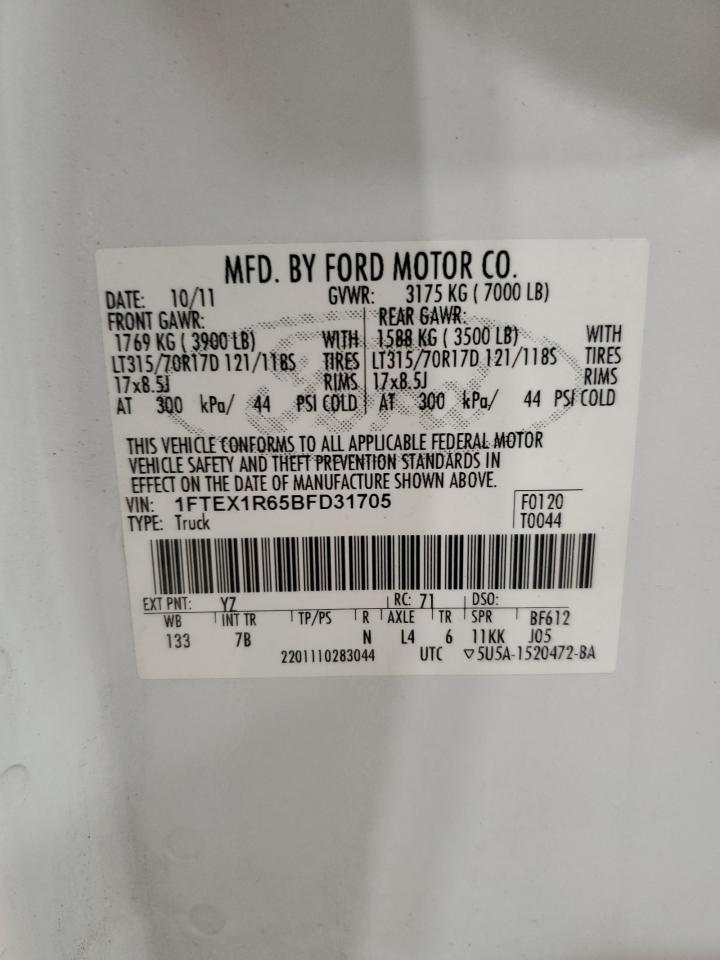 MFD. BY FORD MOTOR CO.
DATE: 10/11 GVWR: 3175 KG ( 7000 LB)
FRONT GAWR: REAR GAWR:
1769 KG ( 3900 LB) WITH 1588 KG ( 3500 LB) WITH
LT315/70R17D 121/118S TIRES LT315/70R17D 121/118S TIRES
17x8.5J RIMS 17x8.5J RIMS
AT 300 kPa/ 44 PSI COLD AT 300 kPa/ 44 PSI COLD
THIS VEHICLE CONFORMS TO ALL APPLICABLE FEDERAL MOTOR
VEHICLE SAFETY AND THEFT PREVENTION STANDARDS IN
EFFECT ON THE DATE OF MANUFACTURE SHOWN ABOVE.
VIN: 1FTEX1R65BFD31705 F0120
TYPE: Truck T0044
EXT PNT: YZ RC: 71 DSO:
WB INT TR TP/PS R AXLE TR SPR BF612
133 7B N L4 6 11KK J05
2201110283044 UTC ▽5U5A-1520472-BA